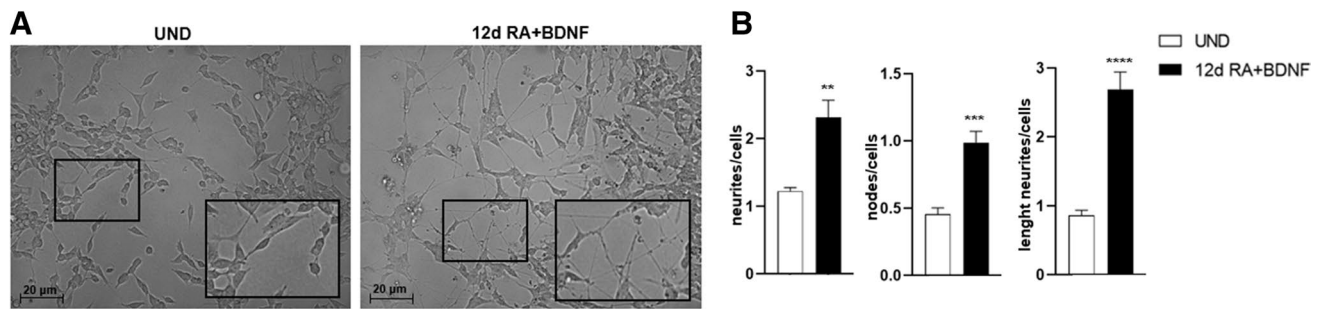 A
UND
12d RA+BDNF
20 µm
20 µm
B
UND
12d RA+BDNF
neurites/cells
3
2
1
0
**
nodes/cells
1.5
1.0
0.5
0.0
***
lenght neurites/cells
3
2
1
0
****